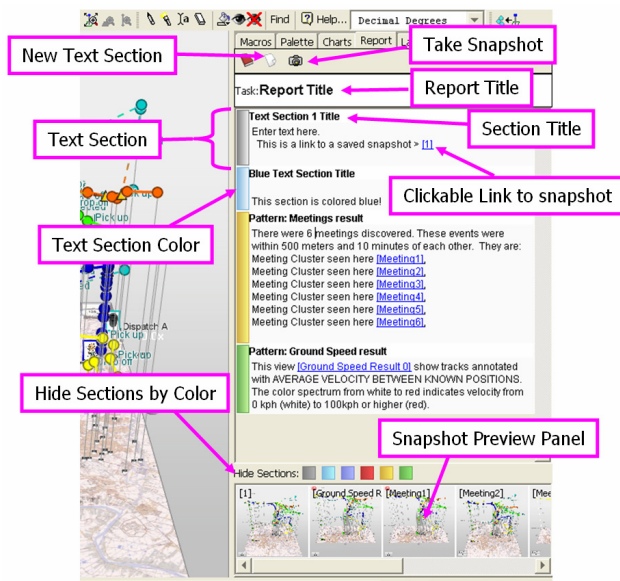 Find
Help...
Decimal Degrees
Macros
Palette
Charts
Report
Take Snapshot
New Text Section
Task: Report Title
Report Title
Text Section 1 Title
Section Title
Enter text here.
This is a link to a saved snapshot > [1]
Text Section
Blue Text Section Title
Clickable Link to snapshot
This section is colored blue!
Text Section Color
Pattern: Meetings result
There were 6 meetings discovered. These events were
within 500 meters and 10 minutes of each other. They are:
Meeting Cluster seen here [Meeting1],
Meeting Cluster seen here [Meeting2],
Meeting Cluster seen here [Meeting3],
Meeting Cluster seen here [Meeting4],
Meeting Cluster seen here [Meeting5],
Meeting Cluster seen here [Meeting6],
Pick up
Pick up
Dispatch A
Pick up
Pattern: Ground Speed result
This view [Ground Speed Result 0] show tracks annotated
with AVERAGE VELOCITY BETWEEN KNOWN POSITIONS.
The color spectrum from white to red indicates velocity from
0 kph (white) to 100kph or higher (red).
Hide Sections by Color
Snapshot Preview Panel
Hide Sections:
[1]
[Ground Speed R
[Meeting1]
[Meeting2]
[Mee